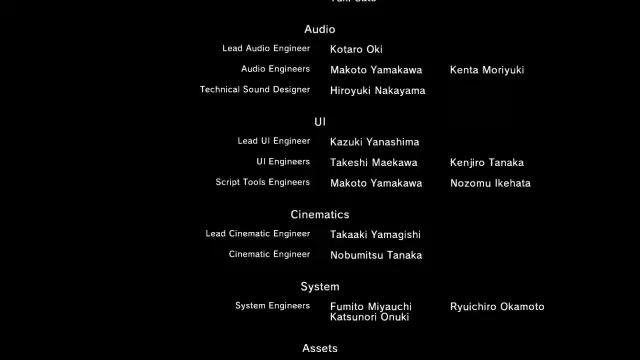 Yuki Sato
Audio
Lead Audio Engineer Kotaro Oki
Audio Engineers Makoto Yamakawa Kenta Moriyuki
Technical Sound Designer Hiroyuki Nakayama
UI
Lead UI Engineer Kazuki Yanashima
UI Engineers Takeshi Maekawa Kenjiro Tanaka
Script Tools Engineers Makoto Yamakawa Nozomu Ikehata
Cinematics
Lead Cinematic Engineer Takaaki Yamagishi
Cinematic Engineer Nobumitsu Tanaka
System
System Engineers Fumito Miyauchi Ryuichiro Okamoto
Katsunori Onuki
Assets